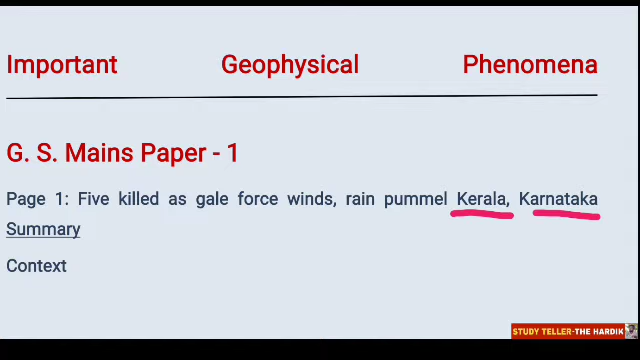 Important Geophysical Phenomena
G. S. Mains Paper - 1
Page 1: Five killed as gale force winds, rain pummel Kerala, Karnataka
Summary
Context
STUDY TELLER-THE HARDIK